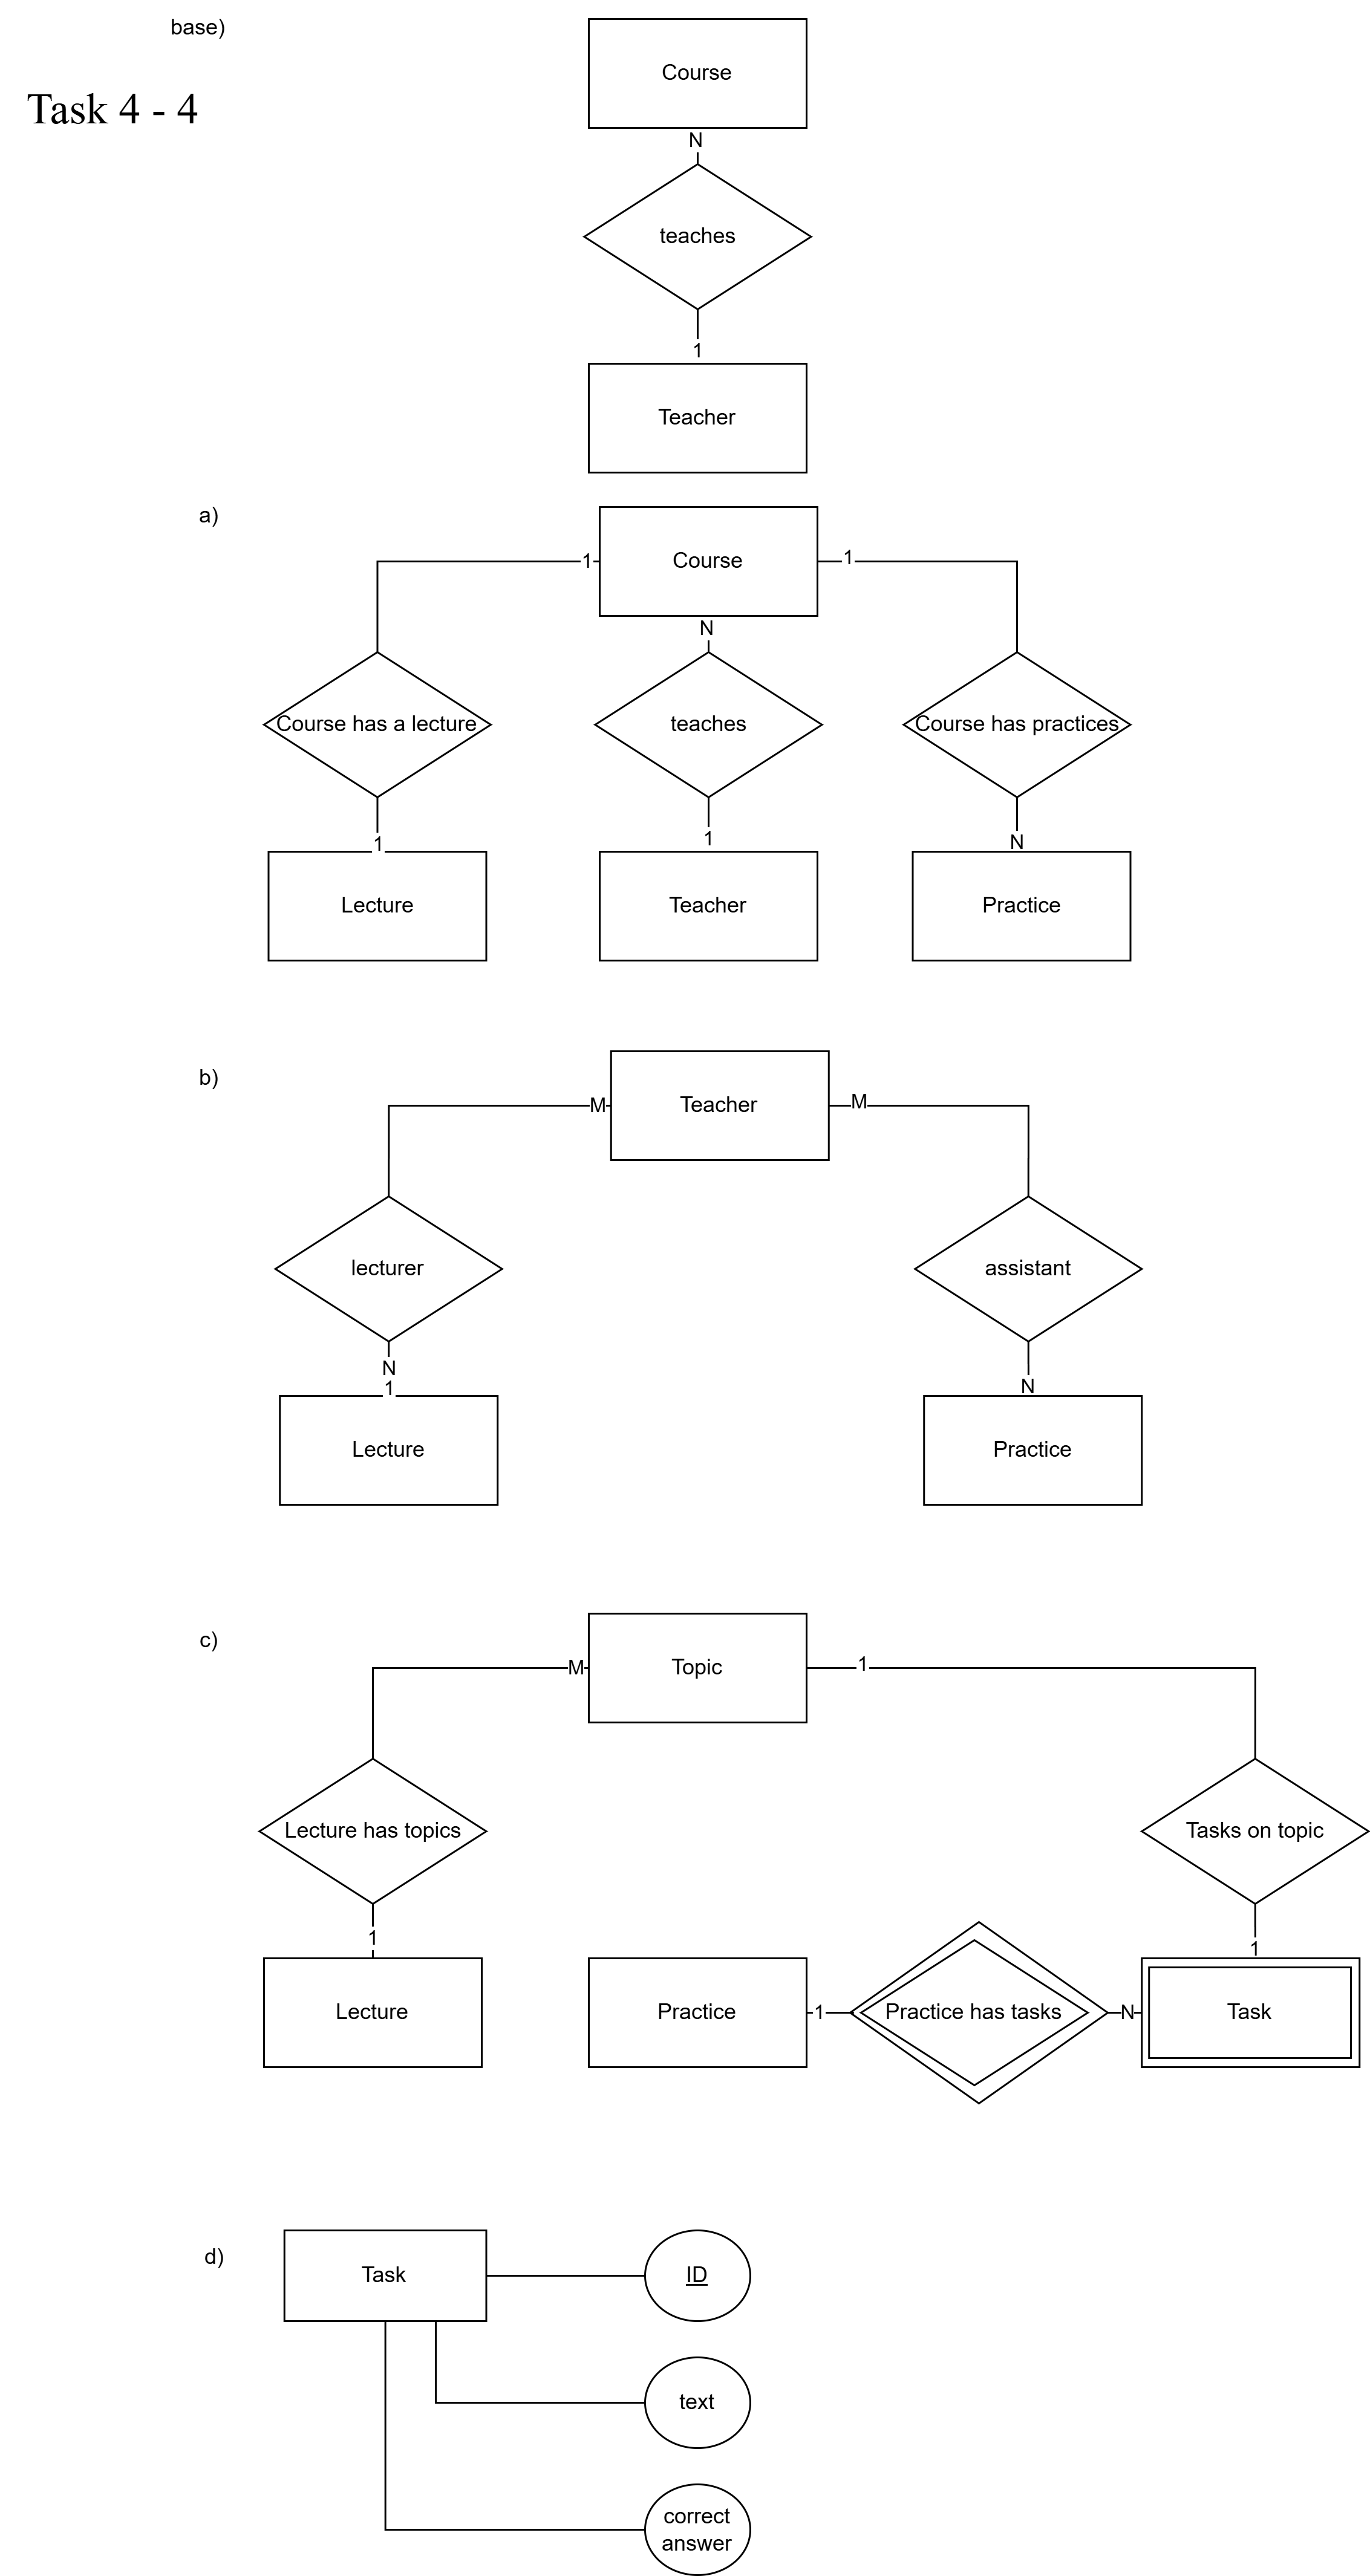 base)
Task 4 - 4
Course
N
teaches
1
Teacher
a)
1
Course
1
N
Course has a lecture
teaches
Course has practices
1
1
N
Lecture
Teacher
Practice
b)
M
Teacher
M
lecturer
assistant
N
1
N
Lecture
Practice
c)
M
Topic
1
Lecture has topics
Tasks on topic
1
1
Lecture
Practice
1
Practice has tasks
N
Task
d)
Task
ID
text
correct
answer